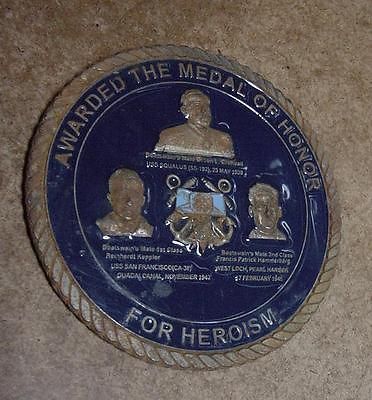 AWARDED THE MEDAL OF HONOR
Boatswain's Mate
USS SQUALUS (SS-192), 23 MAY 1939
Boatswain's Mate 1st Class
Reinhardt Keppler
USS SAN FRANCISCO(CA-38)
GUADALCANAL, NOVEMBER 1942
Boatswain's Mate 2nd Class
Francis Patrick Hammerberg
WEST LOCH, PEARL HARBOR
17 FEBRUARY 1945
FOR HEROISM